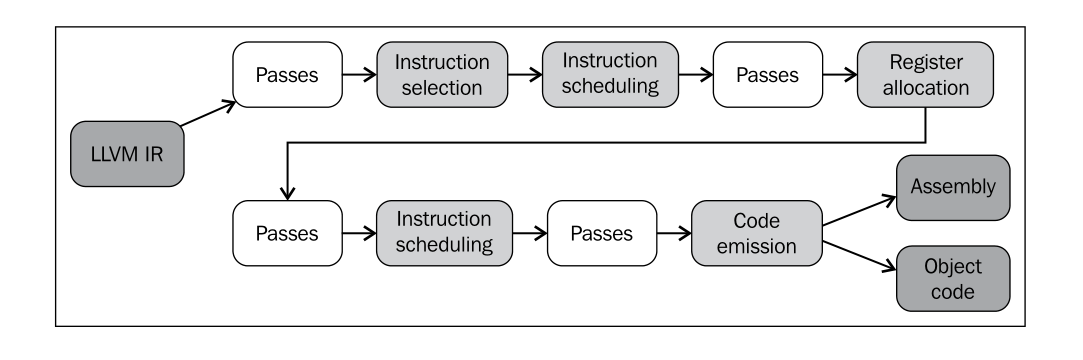 Passes
Instruction
selection
Instruction
scheduling
Passes
Register
allocation
LLVM IR
Passes
Instruction
scheduling
Passes
Code
emission
Assembly
Object
code